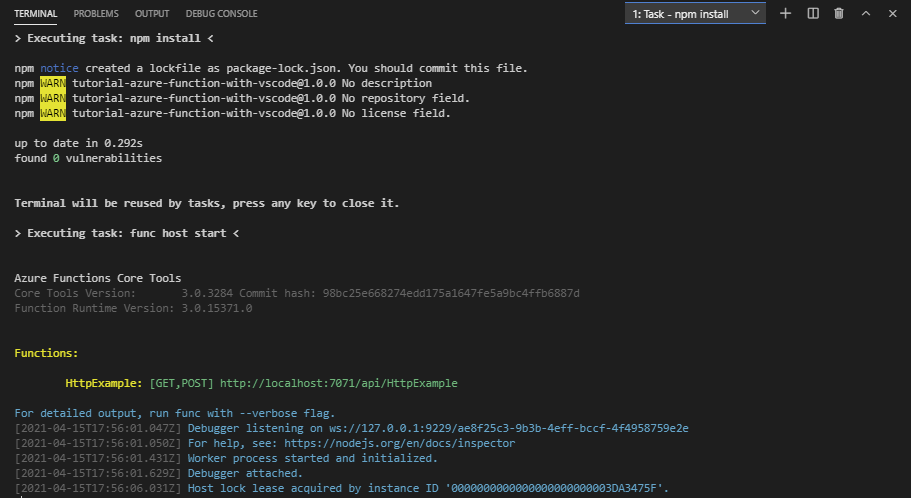 TERMINAL PROBLEMS OUTPUT DEBUG CONSOLE 1: Task - npm install
> Executing task: npm install <
npm notice created a lockfile as package-lock.json. You should commit this file.
npm WARN tutorial-azure-function-with-vscode@1.0.0 No description
npm WARN tutorial-azure-function-with-vscode@1.0.0 No repository field.
npm WARN tutorial-azure-function-with-vscode@1.0.0 No license field.
up to date in 0.292s
found 0 vulnerabilities
Terminal will be reused by tasks, press any key to close it.
> Executing task: func host start <
Azure Functions Core Tools
Core Tools Version: 3.0.3284 Commit hash: 98bc25e668274edd175a1647fe5a9bc4ffb6887d
Function Runtime Version: 3.0.15371.0
Functions:
HttpExample: [GET,POST] http://localhost:7071/api/HttpExample
For detailed output, run func with --verbose flag.
[2021-04-15T17:56:01.047Z] Debugger listening on ws://127.0.0.1:9229/ae8f25c3-9b3b-4eff-bccf-4f4958759e2e
[2021-04-15T17:56:01.050Z] For help, see: https://nodejs.org/en/docs/inspector
[2021-04-15T17:56:01.431Z] Worker process started and initialized.
[2021-04-15T17:56:01.629Z] Debugger attached.
[2021-04-15T17:56:06.031Z] Host lock lease acquired by instance ID '0000000000000000000000003DA3475F'.